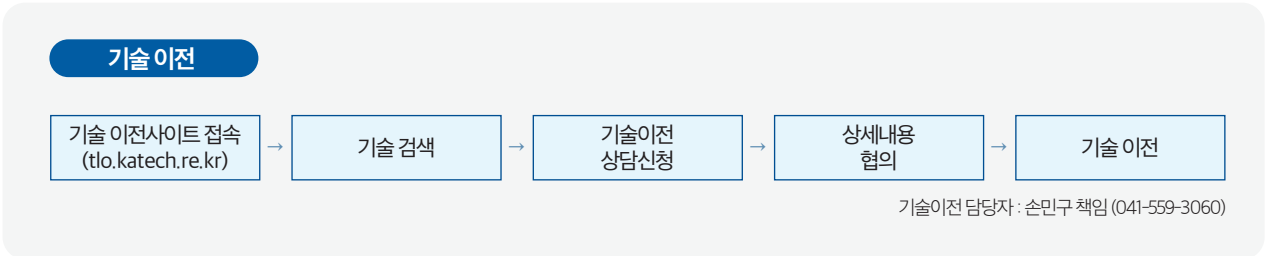 기술 이전
기술 이전사이트 접속
(tlo.katech.re.kr)
→
기술 검색
→
기술이전
상담신청
→
상세내용
협의
→
기술 이전
기술이전 담당자 : 손민구 책임 (041-559-3060)